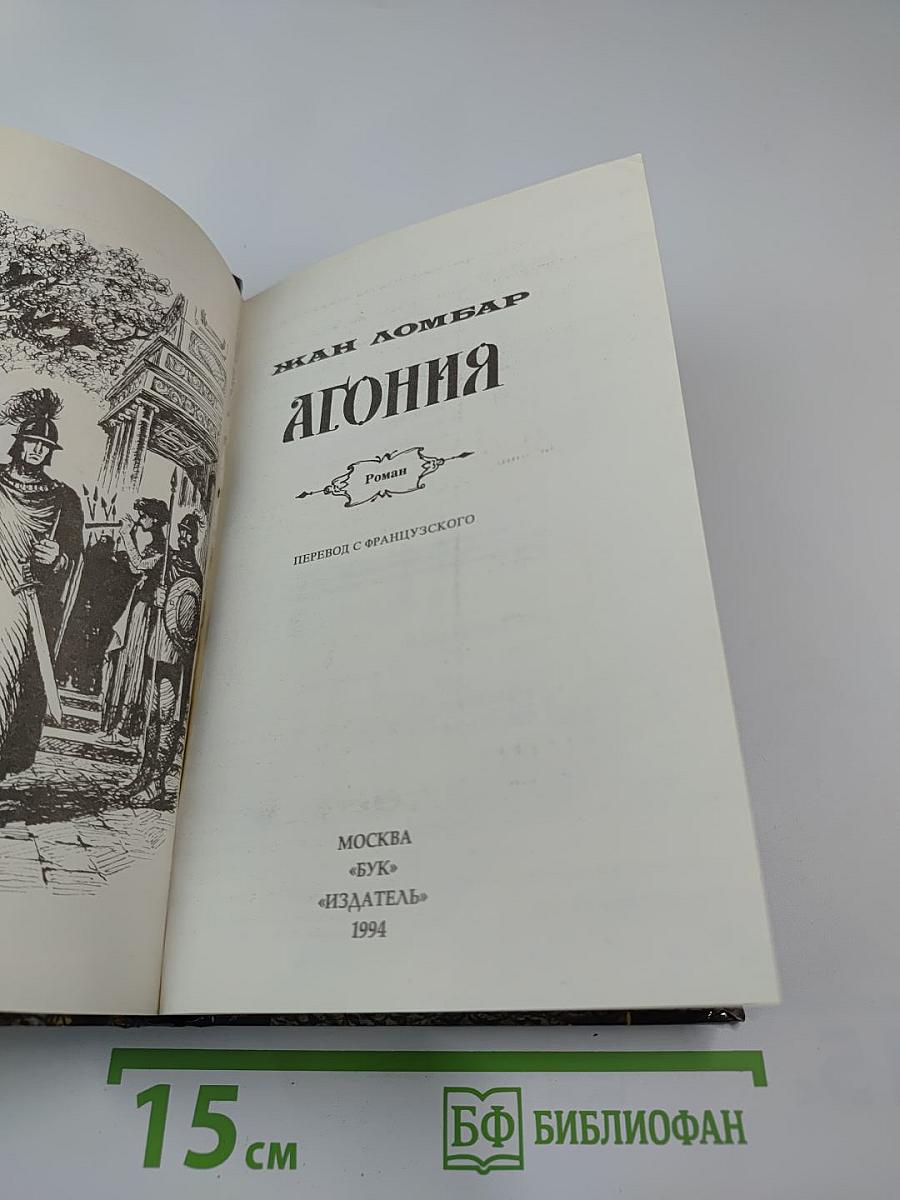 ЖАН ЛОМБАР
АГОНИЯ
Роман
ПЕРЕВОД С ФРАНЦУЗСКОГО
МОСКВА
«БУК»
«ИЗДАТЕЛЬ»
1994
15 см
БФ БИБЛИОФАН